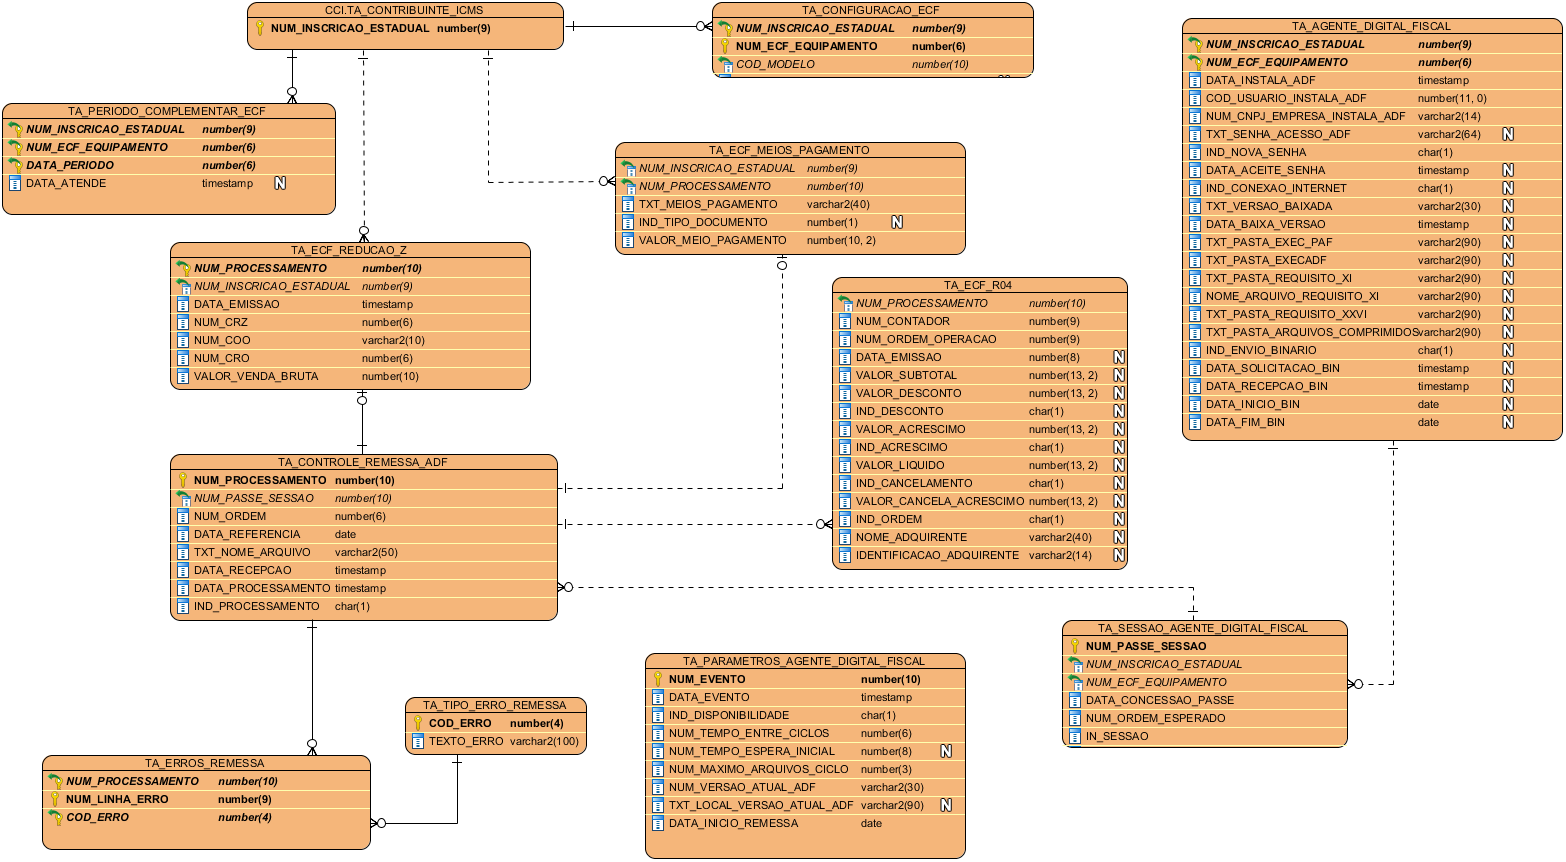 CCI.TA_CONTRIBUINTE_ICMS
NUM_INSCRICAO_ESTADUAL number(9)
TA_CONFIGURACAO_ECF
NUM_INSCRICAO_ESTADUAL number(9)
NUM_ECF_EQUIPAMENTO number(6)
COD_MODELO number(10)
TA_AGENTE_DIGITAL_FISCAL
NUM_INSCRICAO_ESTADUAL number(9)
NUM_ECF_EQUIPAMENTO number(6)
DATA_INSTALA_ADF timestamp
COD_USUARIO_INSTALA_ADF number(11, 0)
NUM_CNPJ_EMPRESA_INSTALA_ADF varchar2(14)
TXT_SENHA_ACESSO_ADF varchar2(64) N
IND_NOVA_SENHA char(1)
DATA_ACEITE_SENHA timestamp N
IND_CONEXAO_INTERNET char(1) N
TXT_VERSAO_BAIXADA varchar2(30) N
DATA_BAIXA_VERSAO timestamp N
TXT_PASTA_EXEC_PAF varchar2(90) N
TXT_PASTA_EXECADF varchar2(90) N
TXT_PASTA_REQUISITO_XI varchar2(90) N
NOME_ARQUIVO_REQUISITO_XI varchar2(90) N
TXT_PASTA_REQUISITO_XXVI varchar2(90) N
TXT_PASTA_ARQUIVOS_COMPRIMIDOS varchar2(90) N
IND_ENVIO_BINARIO char(1) N
DATA_SOLICITACAO_BIN timestamp N
DATA_RECEPCAO_BIN timestamp N
DATA_INICIO_BIN date N
DATA_FIM_BIN date N
TA_PERIODO_COMPLEMENTAR_ECF
NUM_INSCRICAO_ESTADUAL number(9)
NUM_ECF_EQUIPAMENTO number(6)
DATA_PERIODO number(6)
DATA_ATENDE timestamp N
TA_ECF_MEIOS_PAGAMENTO
NUM_INSCRICAO_ESTADUAL number(9)
NUM_PROCESSAMENTO number(10)
TXT_MEIOS_PAGAMENTO varchar2(40)
IND_TIPO_DOCUMENTO number(1) N
VALOR_MEIO_PAGAMENTO number(10, 2)
TA_ECF_REDUCAO_Z
NUM_PROCESSAMENTO number(10)
NUM_INSCRICAO_ESTADUAL number(9)
DATA_EMISSAO timestamp
NUM_CRZ number(6)
NUM_COO varchar2(10)
NUM_CRO number(6)
VALOR_VENDA_BRUTA number(10)
TA_ECF_R04
NUM_PROCESSAMENTO number(10)
NUM_CONTADOR number(9)
NUM_ORDEM_OPERACAO number(9)
DATA_EMISSAO number(8) N
VALOR_SUBTOTAL number(13, 2) N
VALOR_DESCONTO number(13, 2) N
IND_DESCONTO char(1) N
VALOR_ACRESCIMO number(13, 2) N
IND_ACRESCIMO char(1) N
VALOR_LIQUIDO number(13, 2) N
IND_CANCELAMENTO char(1) N
VALOR_CANCELA_ACRESCIMO number(13, 2) N
IND_ORDEM char(1) N
NOME_ADQUIRENTE varchar2(40) N
IDENTIFICACAO_ADQUIRENTE varchar2(14) N
TA_CONTROLE_REMESSA_ADF
NUM_PROCESSAMENTO number(10)
NUM_PASSE_SESSAO number(10)
NUM_ORDEM number(6)
DATA_REFERENCIA date
TXT_NOME_ARQUIVO varchar2(50)
DATA_RECEPCAO timestamp
DATA_PROCESSAMENTO timestamp
IND_PROCESSAMENTO char(1)
TA_SESSAO_AGENTE_DIGITAL_FISCAL
NUM_PASSE_SESSAO
NUM_INSCRICAO_ESTADUAL
NUM_ECF_EQUIPAMENTO
DATA_CONCESSAO_PASSE
NUM_ORDEM_ESPERADO
IN_SESSAO
TA_PARAMETROS_AGENTE_DIGITAL_FISCAL
NUM_EVENTO number(10)
DATA_EVENTO timestamp
IND_DISPONIBILIDADE char(1)
NUM_TEMPO_ENTRE_CICLOS number(6)
NUM_TEMPO_ESPERA_INICIAL number(8) N
NUM_MAXIMO_ARQUIVOS_CICLO number(3)
NUM_VERSAO_ATUAL_ADF varchar2(30)
TXT_LOCAL_VERSAO_ATUAL_ADF varchar2(90) N
DATA_INICIO_REMESSA date
TA_TIPO_ERRO_REMESSA
COD_ERRO number(4)
TEXTO_ERRO varchar2(100)
TA_ERROS_REMESSA
NUM_PROCESSAMENTO number(10)
NUM_LINHA_ERRO number(9)
COD_ERRO number(4)